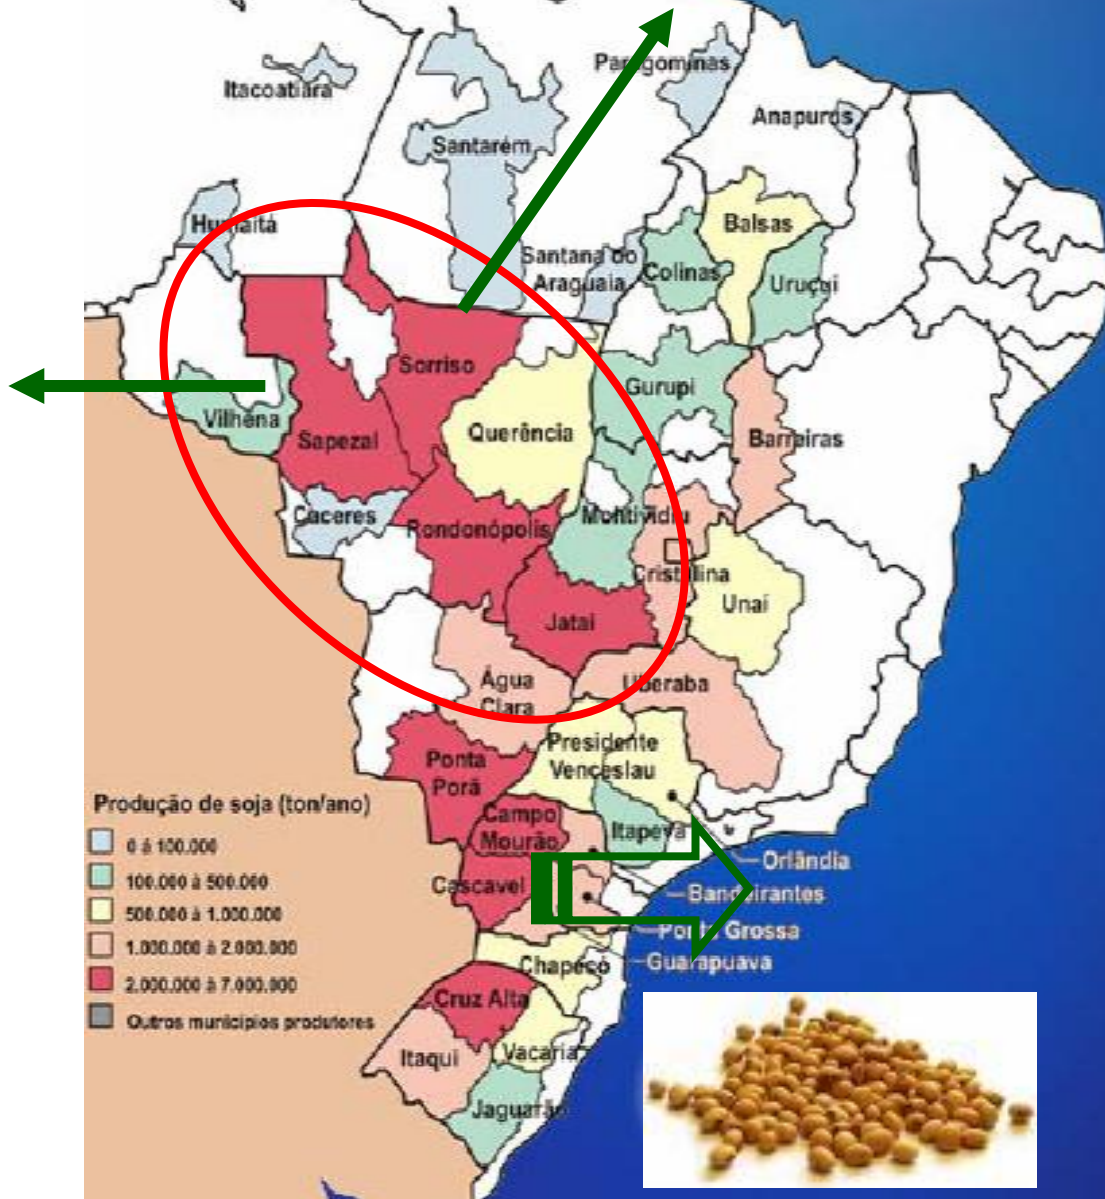 Paragominas
Itacoatiara
Anapurus
Santarém
Humaitá
Balsas
Santana do
Araguaia
Colinas
Uruçuí
Sorriso
Gurupi
Vilhena
Sapezal
Querência
Barreiras
Cáceres
Rondonópolis
Montividiu
Cristalina
Unaí
Jataí
Água
Clara
Uberaba
Presidente
Venceslau
Ponta
Porã
Produção de soja (ton/ano)
0 à 100.000
100.000 à 500.000
500.000 à 1.000.000
1.000.000 à 2.000.000
2.000.000 à 7.000.000
Outros municípios produtores
Campo
Mourão
Itapeva
Orlândia
Cascavel
Bandeirantes
Ponta Grossa
Guarapuava
Chapecó
Cruz Alta
Itaqui
Vacaria
Jaguarão